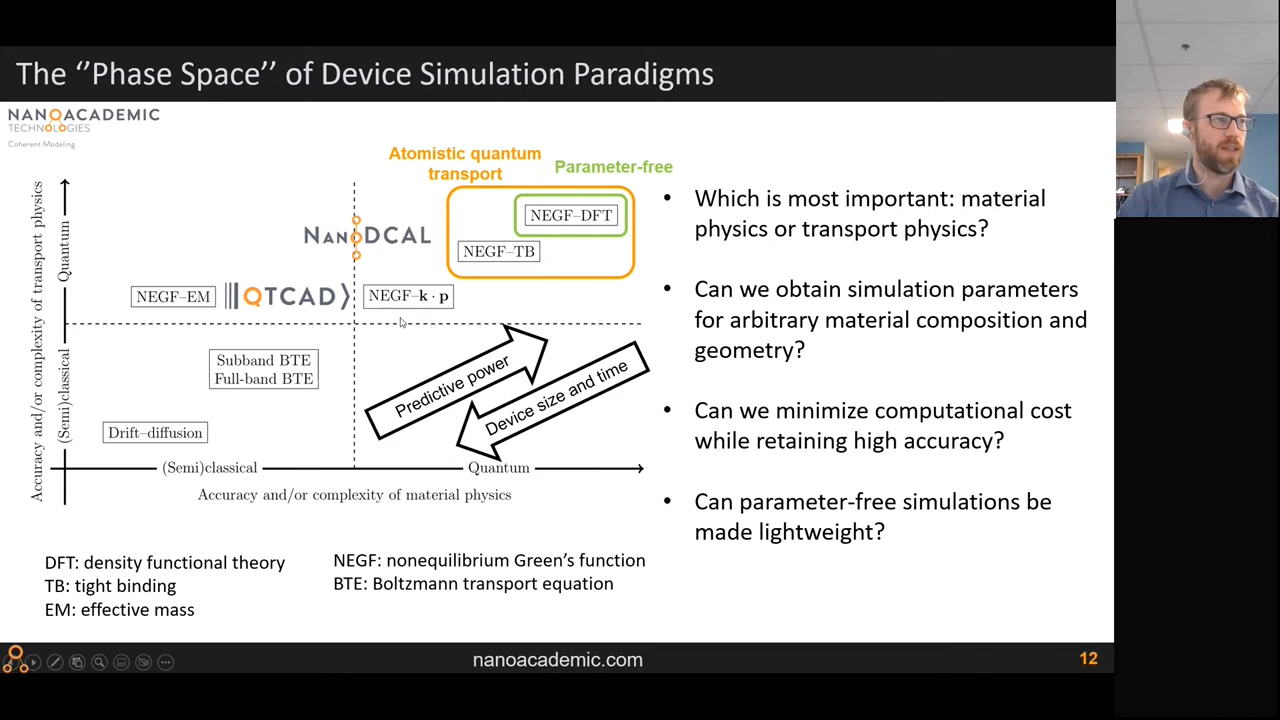 The ‘‘Phase Space’’ of Device Simulation Paradigms
NANOACADEMIC
TECHNOLOGIES
Coherent Modeling
Atomistic quantum
transport
Parameter-free
NEGF–DFT
NANODCAL
NEGF–TB
NEGF–EM
QTCAD
NEGF–k · p
Subband BTE
Full-band BTE
Predictive power
Device size and time
Drift–diffusion
Accuracy and/or complexity of transport physics
(Semi)classical
Quantum
(Semi)classical
Quantum
Accuracy and/or complexity of material physics
DFT: density functional theory
TB: tight binding
EM: effective mass
NEGF: nonequilibrium Green’s function
BTE: Boltzmann transport equation
• Which is most important: material
physics or transport physics?
• Can we obtain simulation parameters
for arbitrary material composition and
geometry?
• Can we minimize computational cost
while retaining high accuracy?
• Can parameter-free simulations be
made lightweight?
nanoacademic.com
12